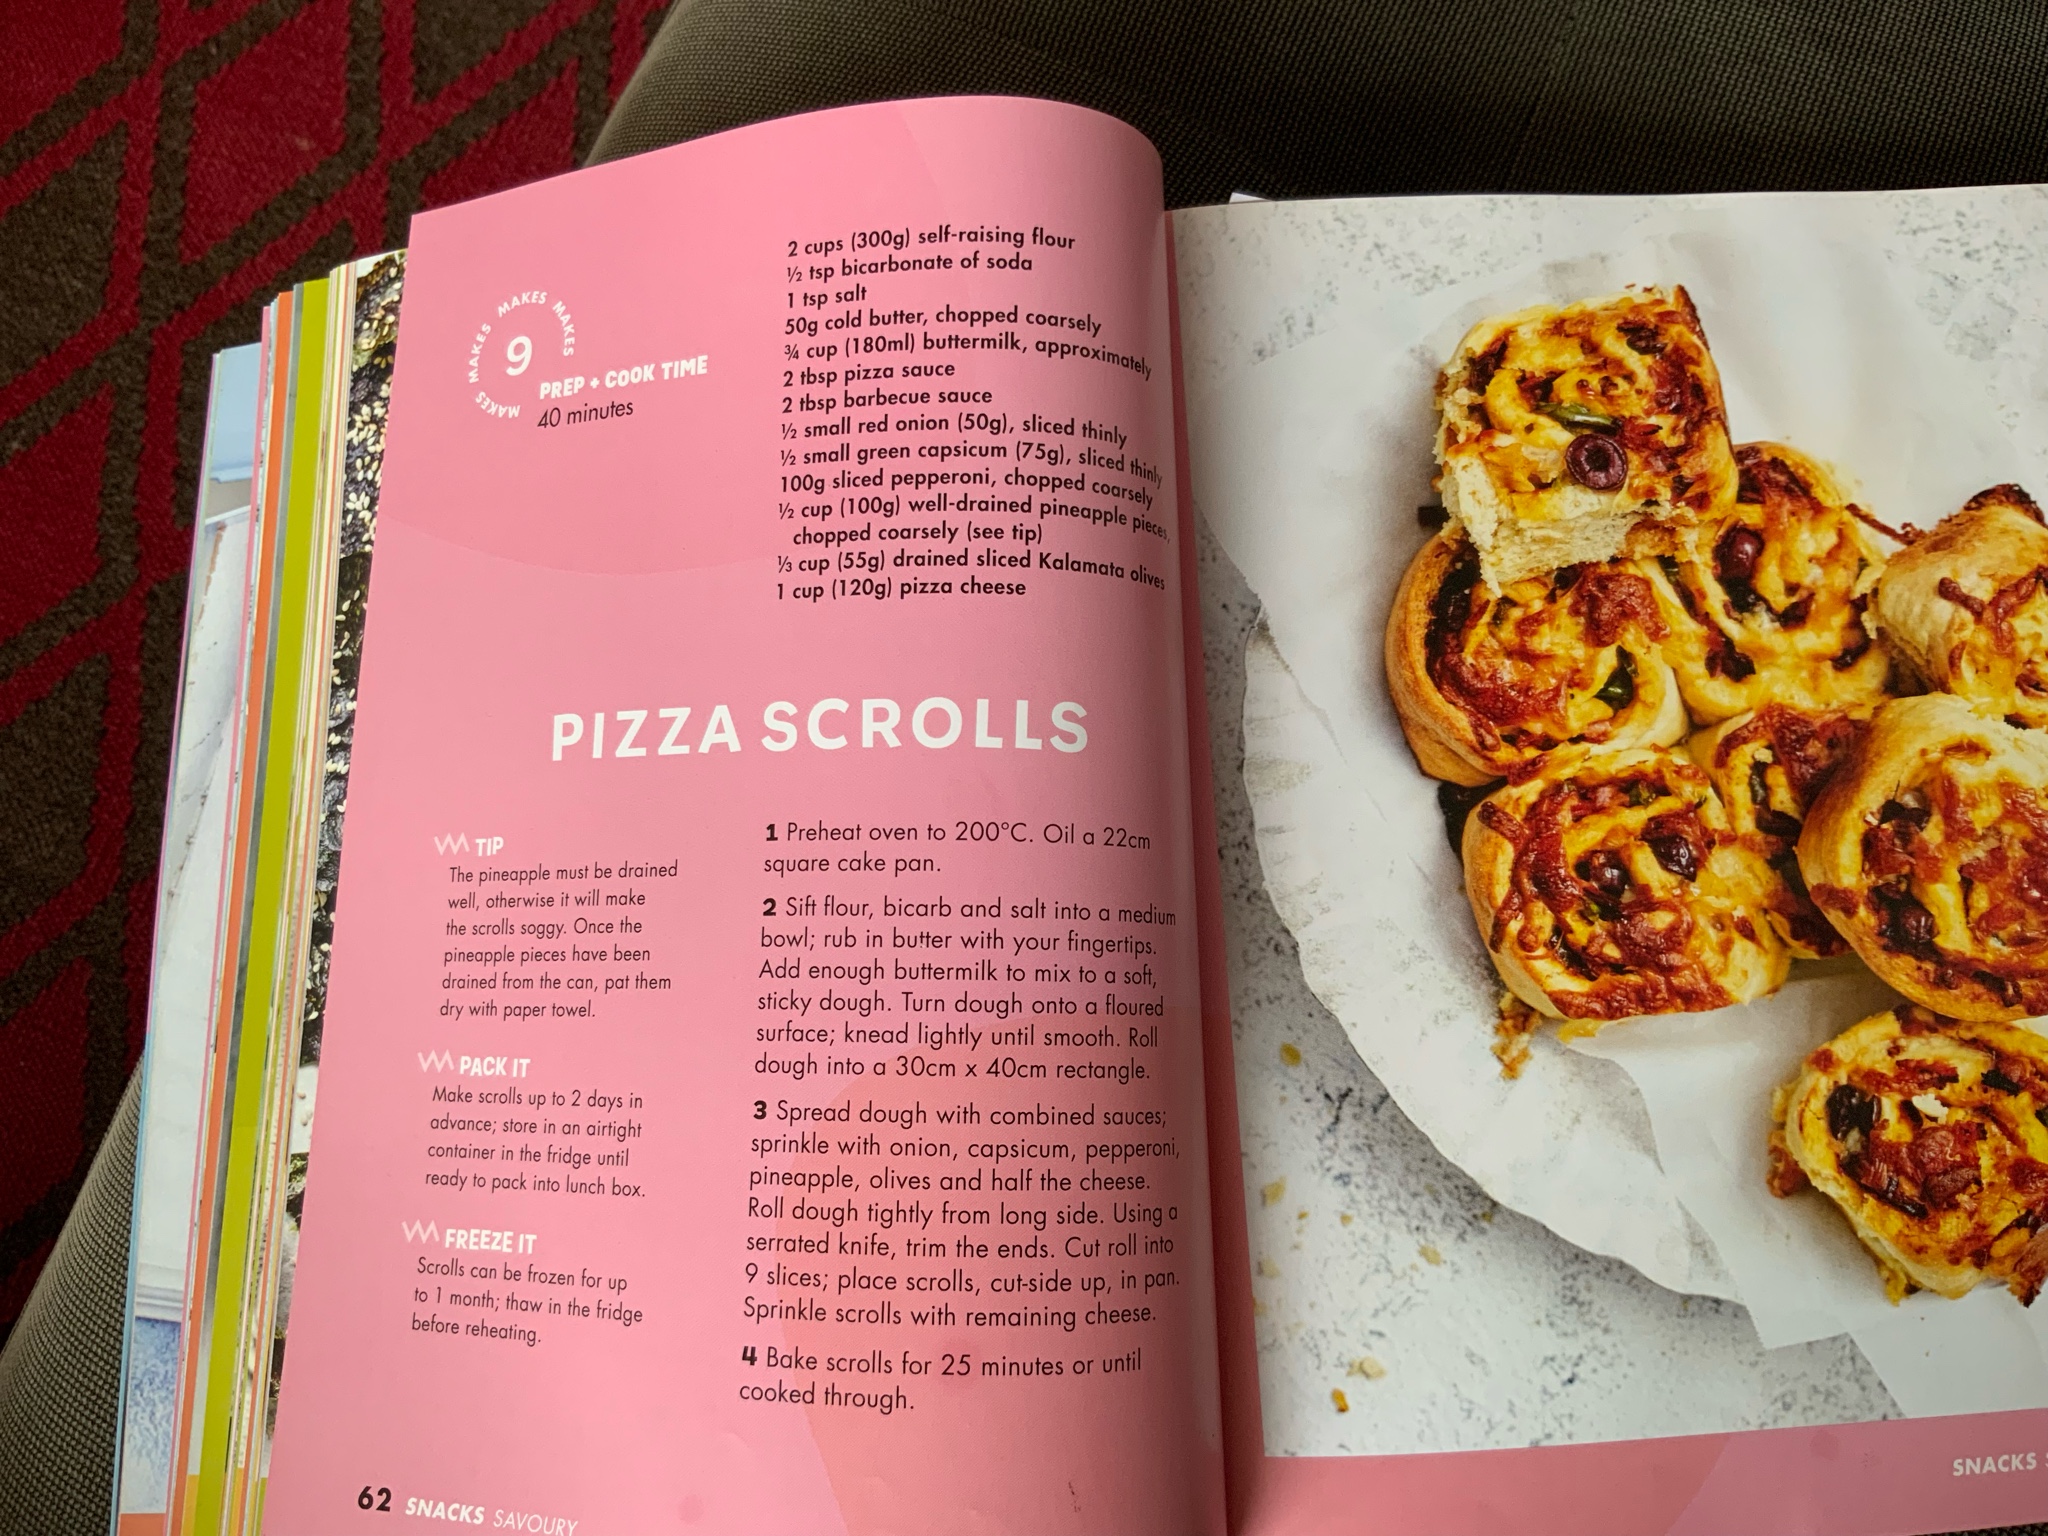 MAKES MAKES MAKES MAKES
9
PREP + COOK TIME
40 minutes
2 cups (300g) self-raising flour
½ tsp bicarbonate of soda
1 tsp salt
50g cold butter, chopped coarsely
¾ cup (180ml) buttermilk, approximately
2 tbsp pizza sauce
2 tbsp barbecue sauce
½ small red onion (50g), sliced thinly
½ small green capsicum (75g), sliced thinly
100g sliced pepperoni, chopped coarsely
½ cup (100g) well-drained pineapple pieces,
chopped coarsely (see tip)
⅓ cup (55g) drained sliced Kalamata olives
1 cup (120g) pizza cheese
PIZZA SCROLLS
TIP
The pineapple must be drained
well, otherwise it will make
the scrolls soggy. Once the
pineapple pieces have been
drained from the can, pat them
dry with paper towel.
PACK IT
Make scrolls up to 2 days in
advance; store in an airtight
container in the fridge until
ready to pack into lunch box.
FREEZE IT
Scrolls can be frozen for up
to 1 month; thaw in the fridge
before reheating.
1 Preheat oven to 200°C. Oil a 22cm
square cake pan.
2 Sift flour, bicarb and salt into a medium
bowl; rub in butter with your fingertips.
Add enough buttermilk to mix to a soft,
sticky dough. Turn dough onto a floured
surface; knead lightly until smooth. Roll
dough into a 30cm x 40cm rectangle.
3 Spread dough with combined sauces;
sprinkle with onion, capsicum, pepperoni,
pineapple, olives and half the cheese.
Roll dough tightly from long side. Using a
serrated knife, trim the ends. Cut roll into
9 slices; place scrolls, cut-side up, in pan.
Sprinkle scrolls with remaining cheese.
4 Bake scrolls for 25 minutes or until
cooked through.
62 SNACKS SAVOURY
SNACKS